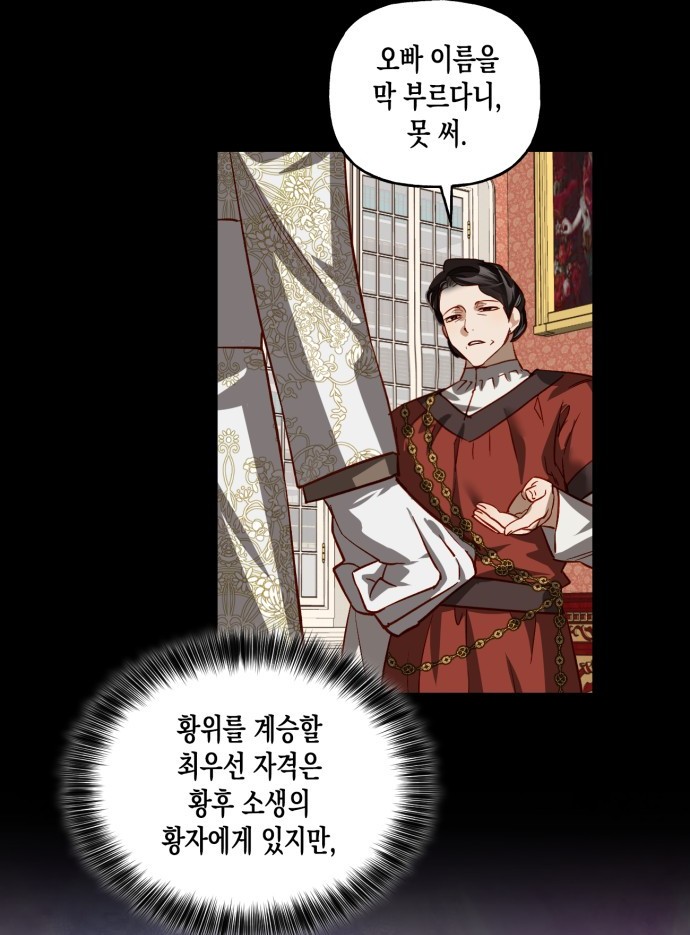 오빠 이름을
막 부르다니,
못 써.
황위를 계승할
최우선 자격은
황후 소생의
황자에게 있지만,